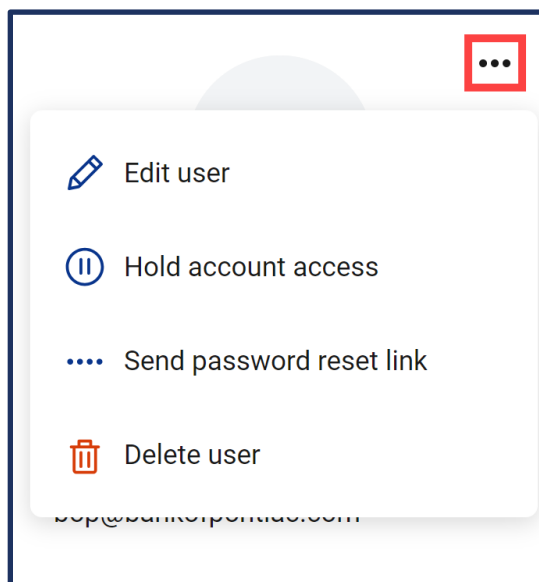 Edit user
Hold account access
Send password reset link
Delete user